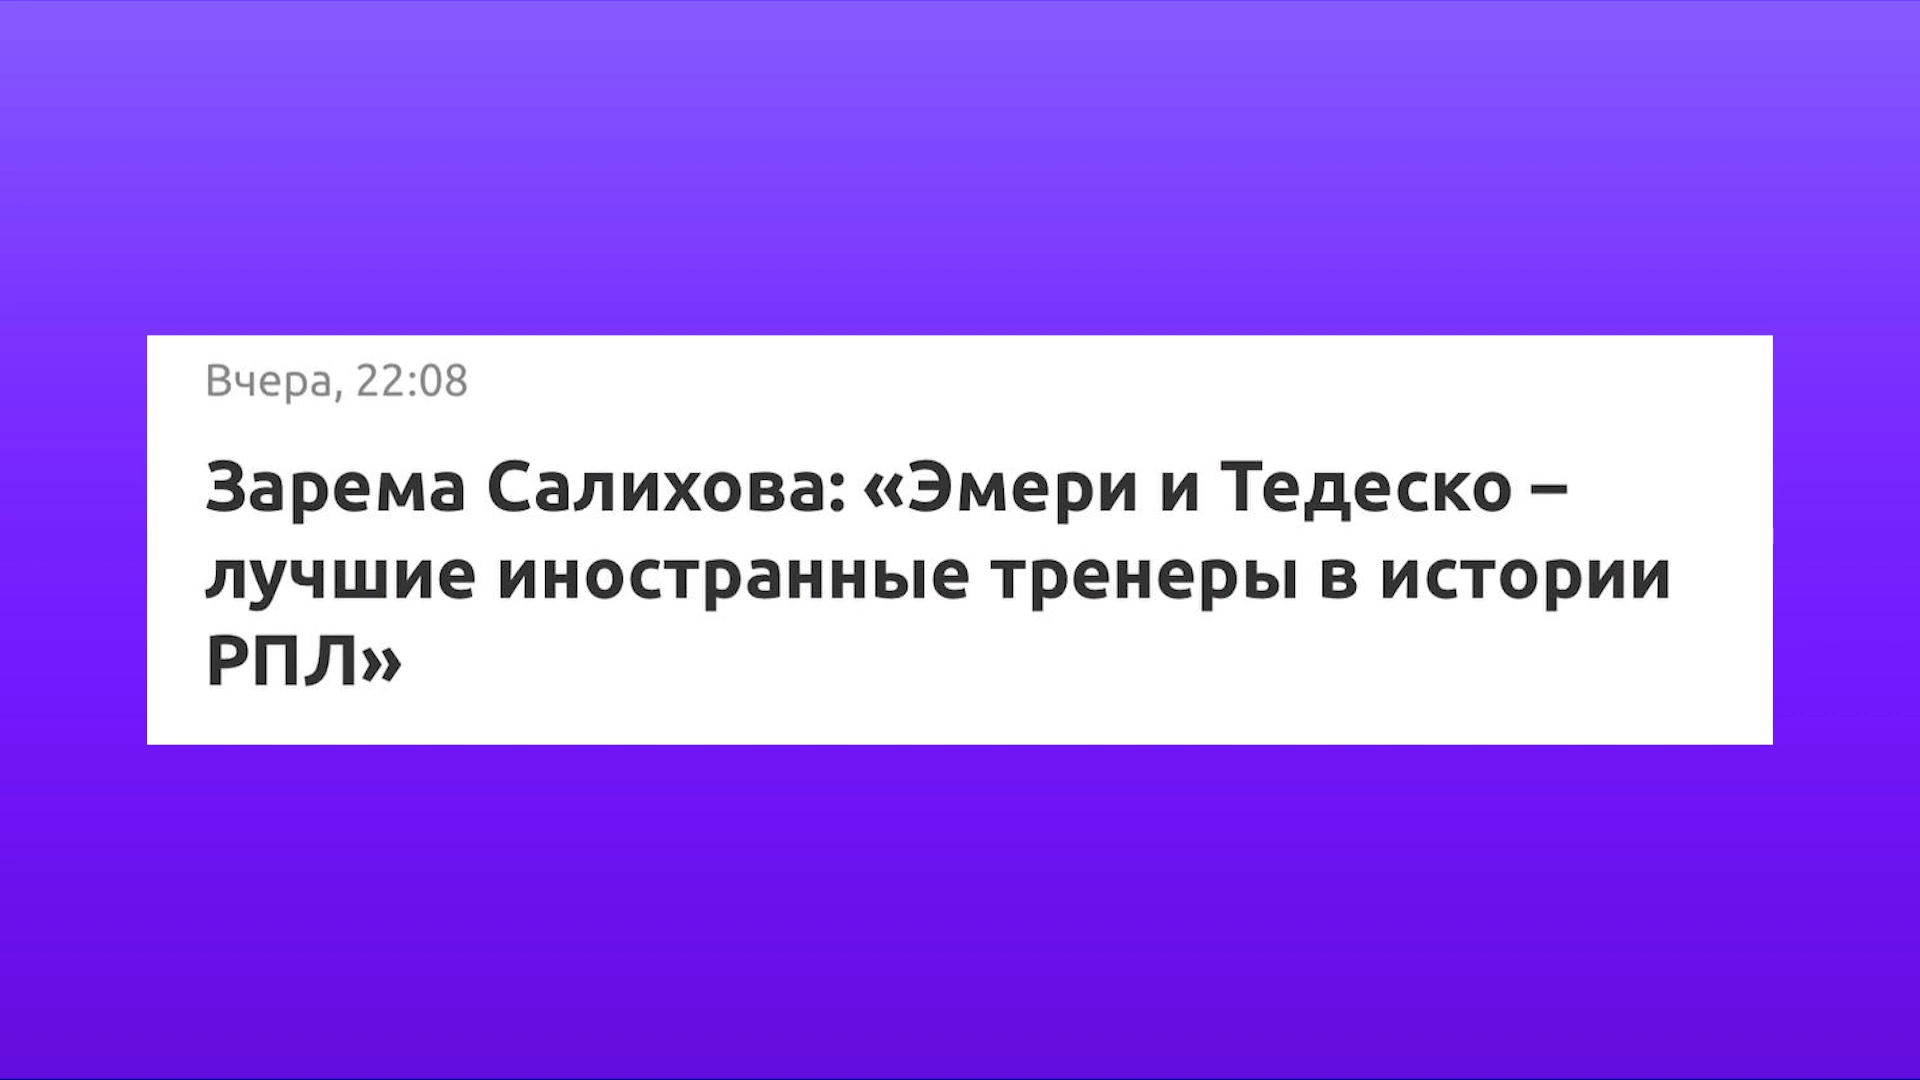 Вчера, 22:08
Зарема Салихова: «Эмери и Тедеско –
лучшие иностранные тренеры в истории
РПЛ»